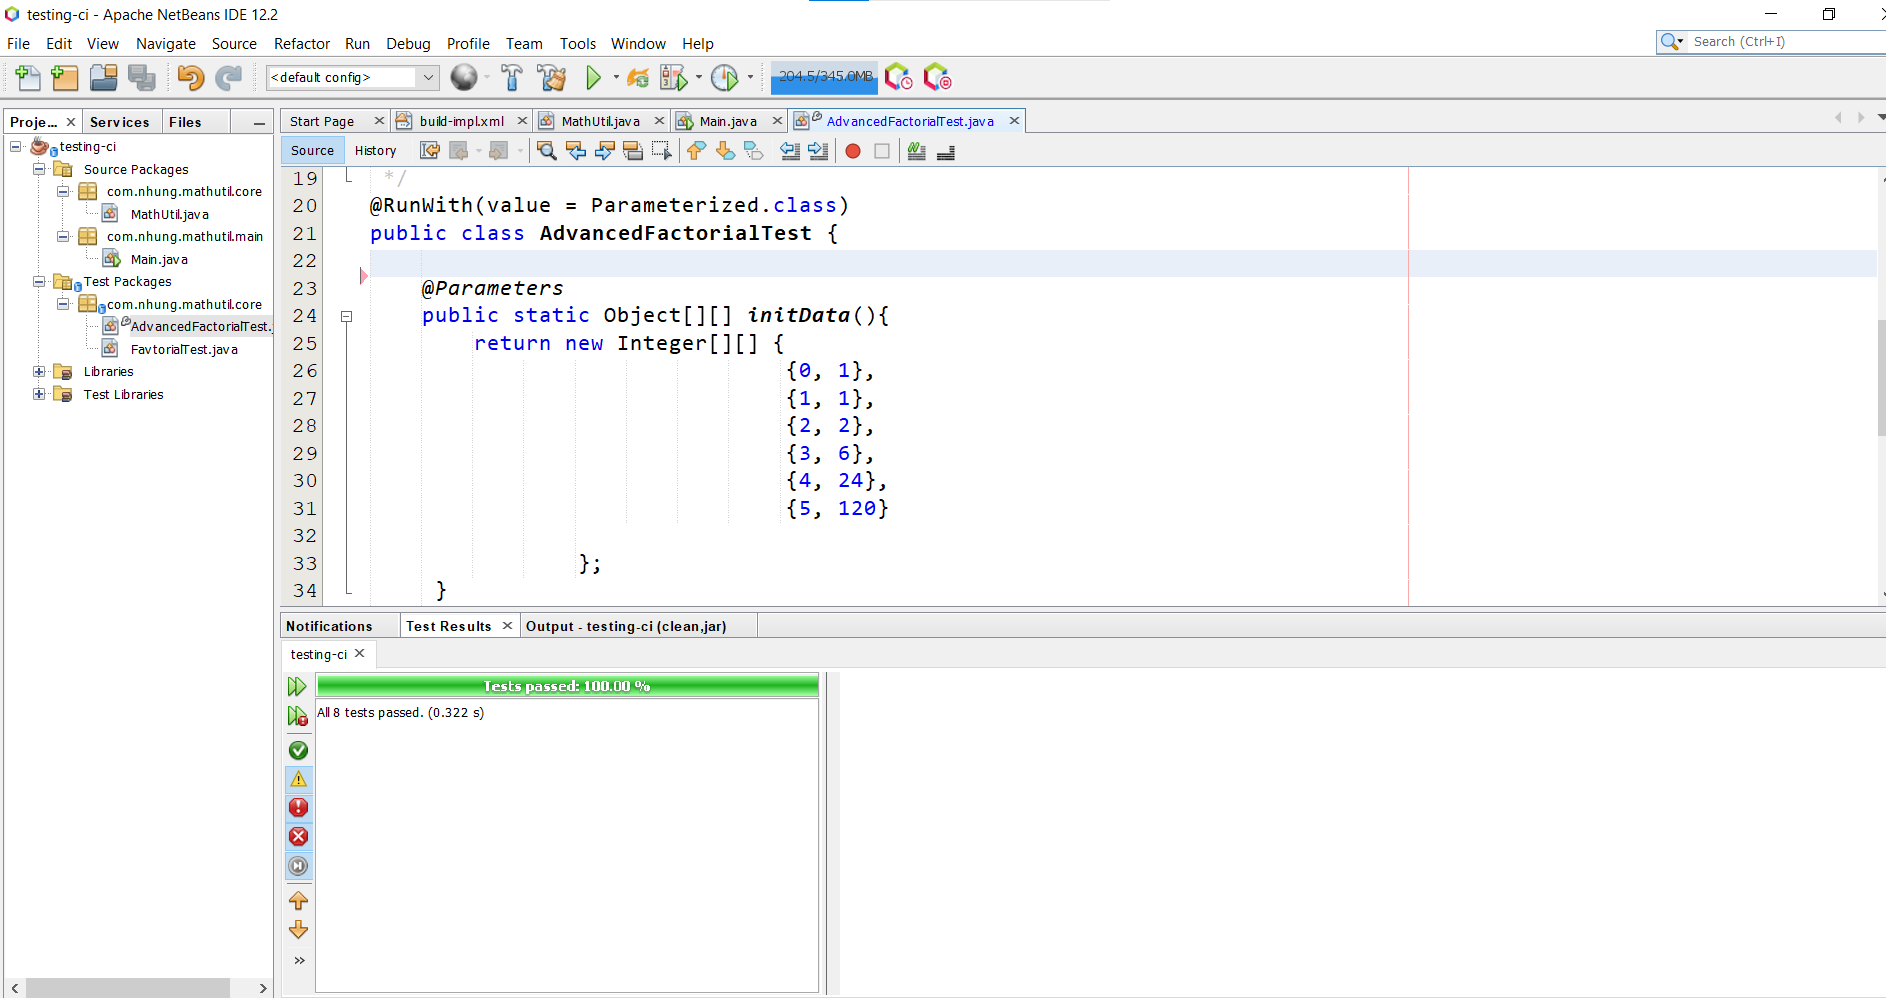 testing-ci - Apache NetBeans IDE 12.2
File Edit View Navigate Source Refactor Run Debug Profile Team Tools Window Help
Search (Ctrl+I)
<default config>
204.5/345.0MB
Proje... Services Files
Start Page build-impl.xml MathUtil.java Main.java AdvancedFactorialTest.java
Source History
testing-ci
Source Packages
com.nhung.mathutil.core
MathUtil.java
com.nhung.mathutil.main
Main.java
Test Packages
com.nhung.mathutil.core
AdvancedFactorialTest.
FavtorialTest.java
Libraries
Test Libraries
19 */
20 @RunWith(value = Parameterized.class)
21 public class AdvancedFactorialTest {
22
23 @Parameters
24 public static Object[][] initData(){
25 return new Integer[][] {
26 {0, 1},
27 {1, 1},
28 {2, 2},
29 {3, 6},
30 {4, 24},
31 {5, 120}
32
33 };
34 }
Notifications Test Results Output - testing-ci (clean,jar)
testing-ci
Tests passed: 100.00 %
All 8 tests passed. (0.322 s)